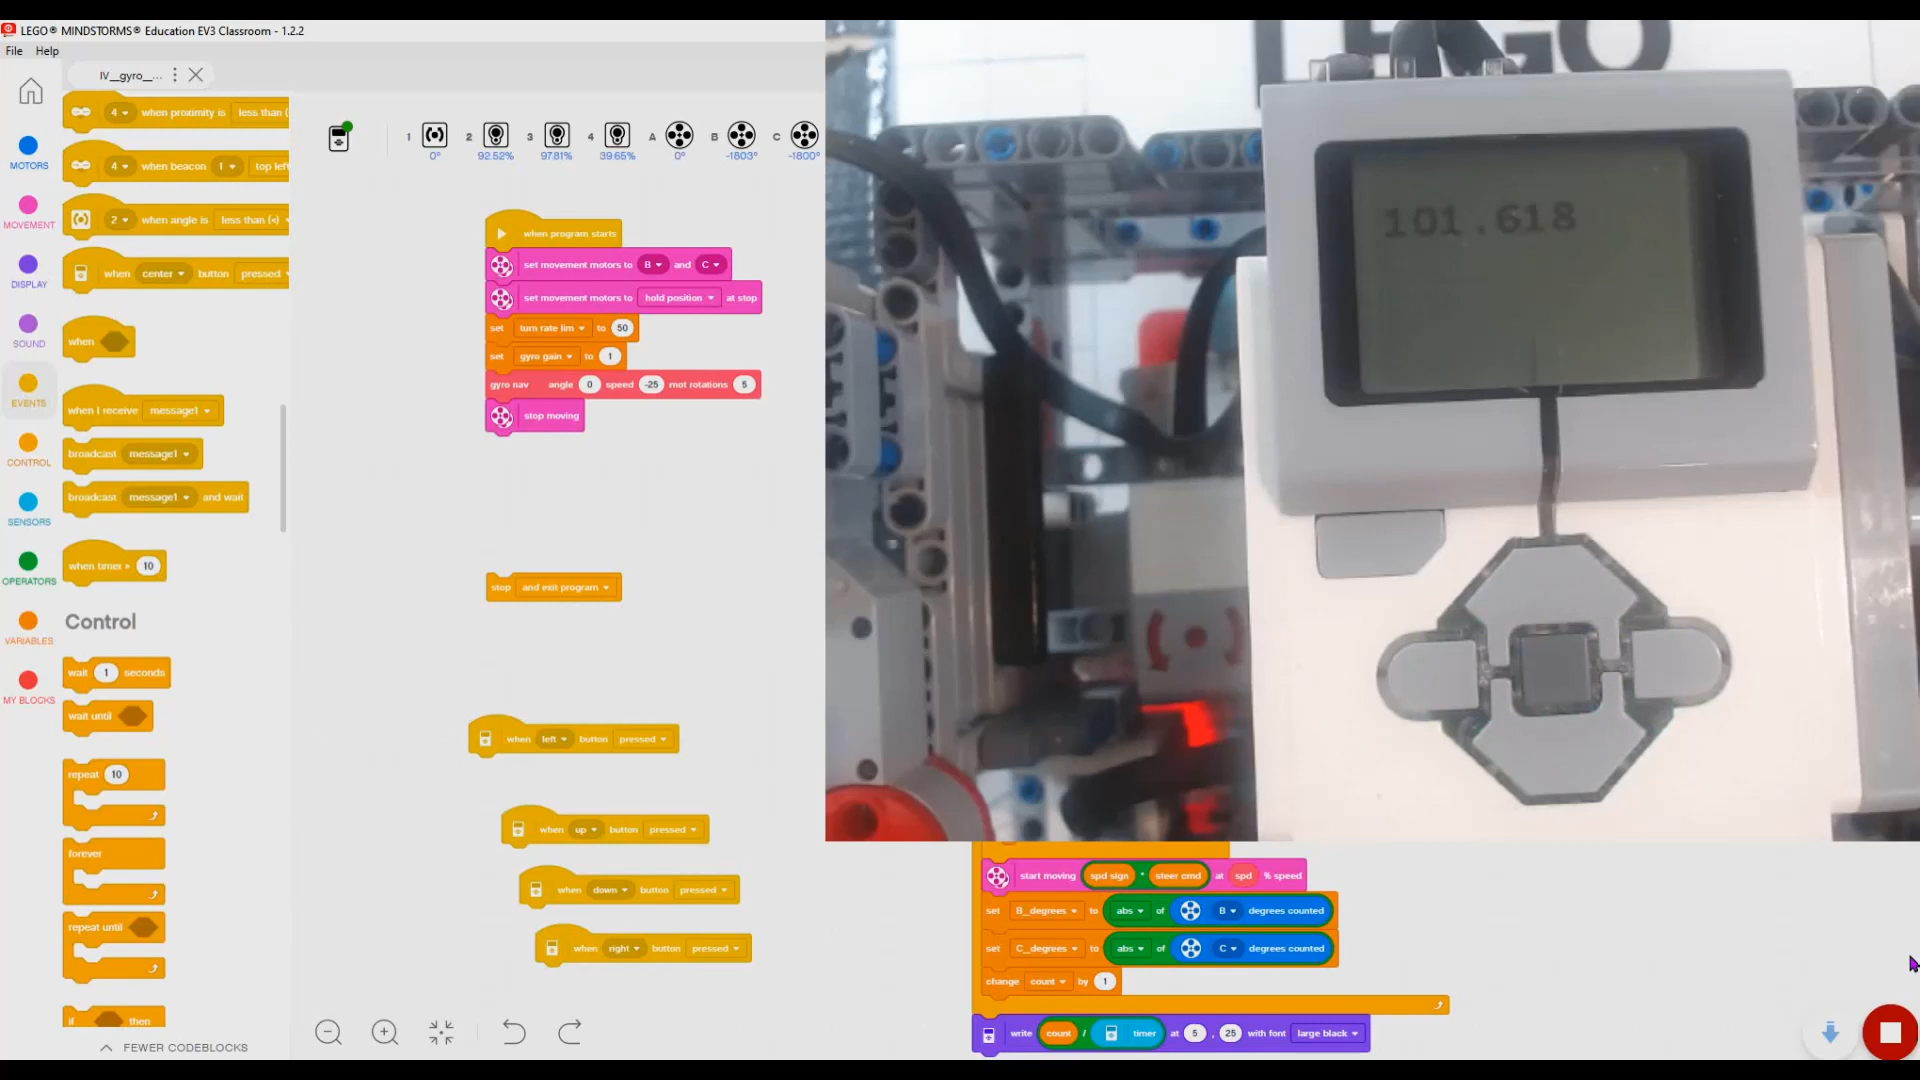 LEGO® MINDSTORMS® Education EV3 Classroom - 1.2.2
File Help
IV__gyro__...
MOTORS
MOVEMENT
DISPLAY
SOUND
EVENTS
CONTROL
SENSORS
OPERATORS
VARIABLES
MY BLOCKS
4 when proximity is less than (
4 when beacon 1 top left
2 when angle is less than (<)
when center button pressed
when
when I receive message1
broadcast message1
broadcast message1 and wait
when timer > 10
Control
wait 1 seconds
wait until
repeat 10
forever
repeat until
if then
FEWER CODEBLOCKS
1 2 3 4 A B C
0° 92.52% 97.81% 39.65% 0° -1803° -1800°
when program starts
set movement motors to B and C
set movement motors to hold position at stop
set turn rate lim to 50
set gyro gain to 1
gyro nav angle 0 speed -25 mot rotations 5
stop moving
stop and exit program
when left button pressed
when up button pressed
when down button pressed
when right button pressed
LEGO
101.618
start moving spd sign * steer cmd at spd % speed
set B_degrees to abs of B degrees counted
set C_degrees to abs of C degrees counted
change count by 1
write count / timer at 5 , 25 with font large black